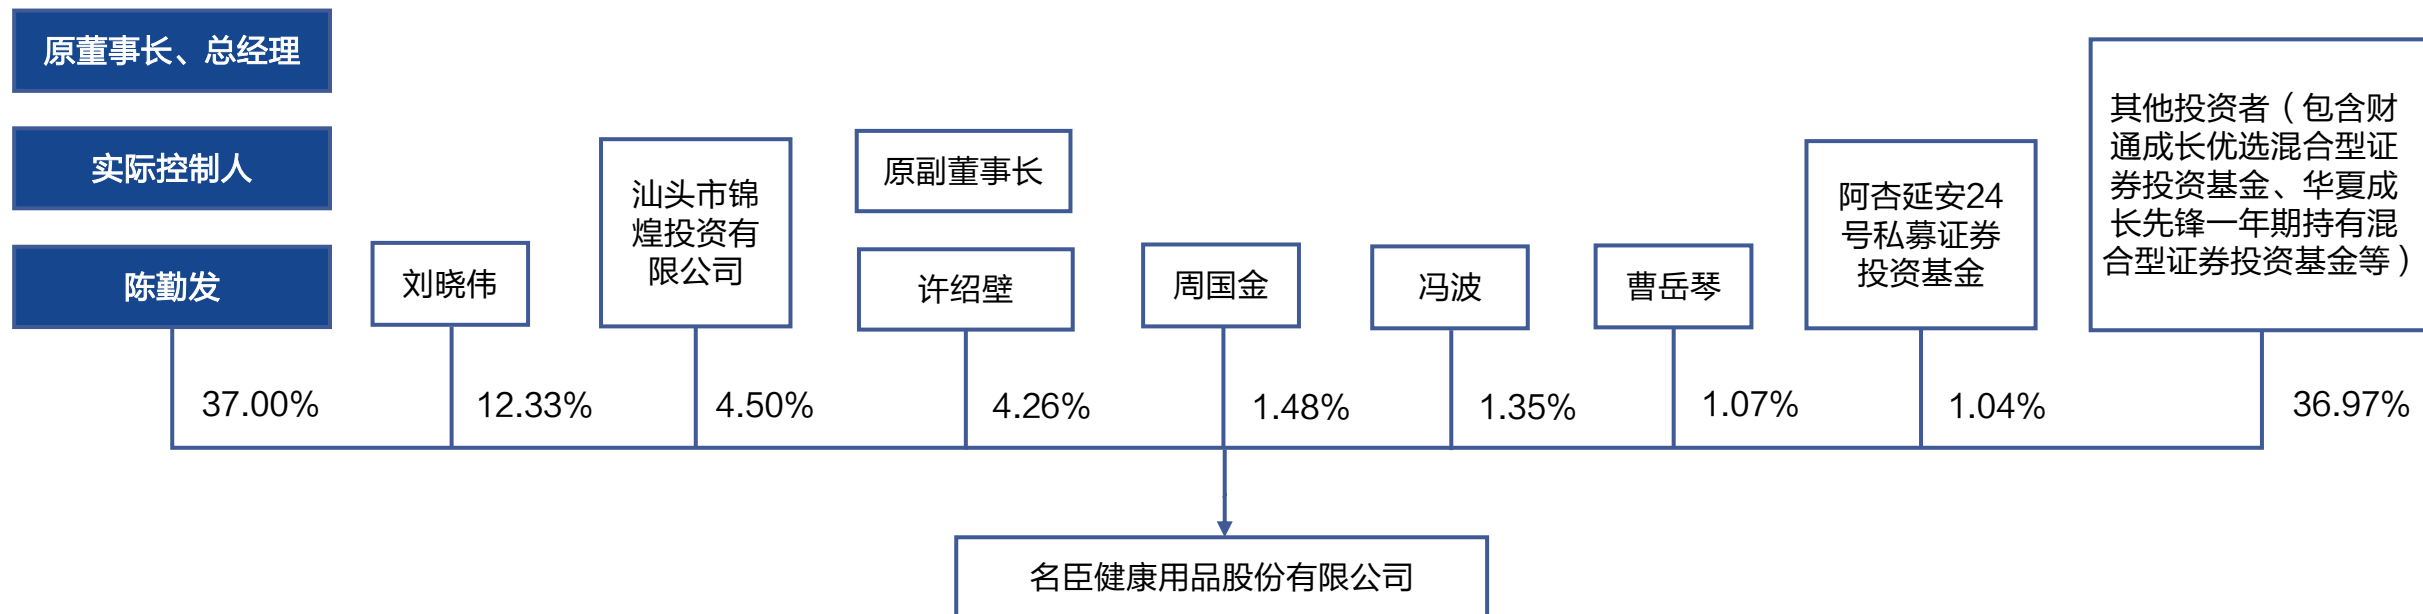 原董事长、总经理
实际控制人
陈勤发
刘晓伟
汕头市锦
煌投资有
限公司
原副董事长
许绍壁
周国金
冯波
曹岳琴
阿杏延安24
号私募证券
投资基金
其他投资者（包含财
通成长优选混合型证
券投资基金、华夏成
长先锋一年期持有混
合型证券投资基金等）
37.00%
12.33%
4.50%
4.26%
1.48%
1.35%
1.07%
1.04%
36.97%
名臣健康用品股份有限公司